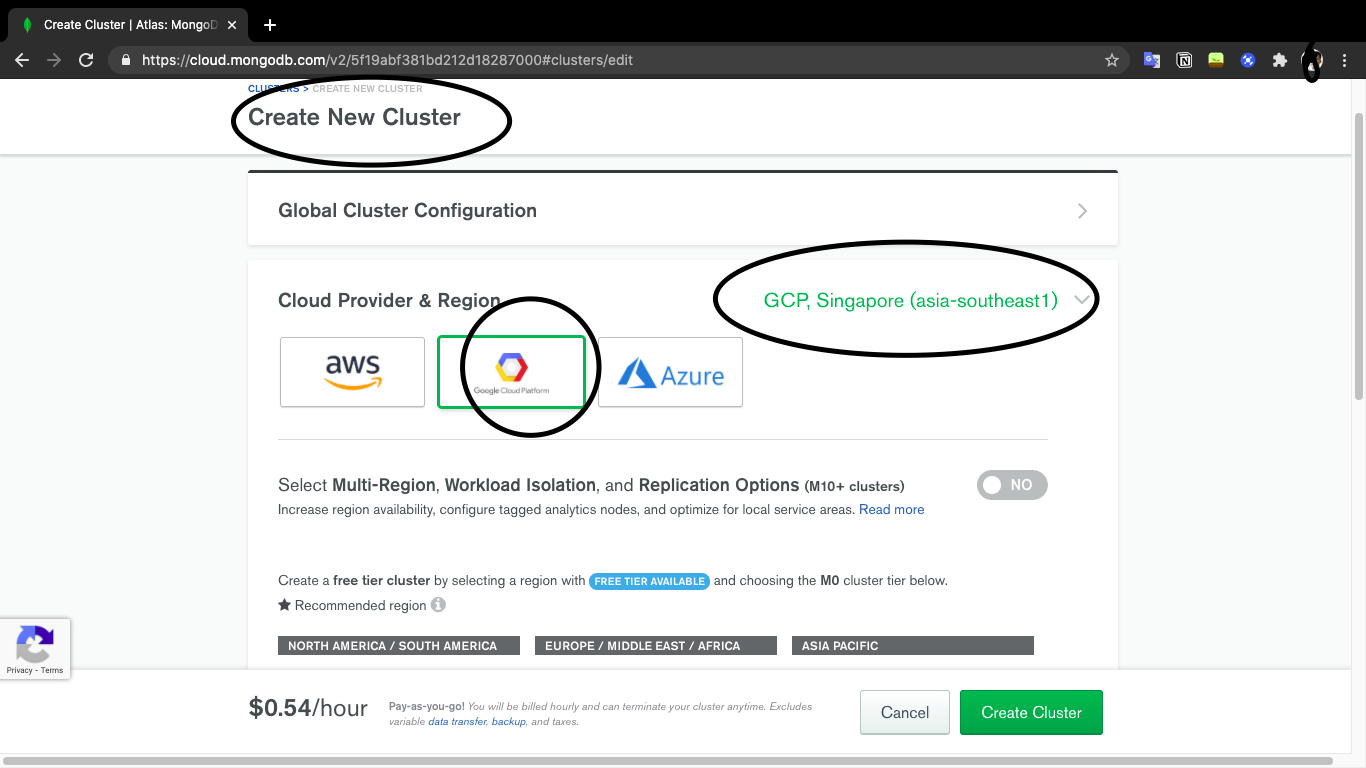 Create Cluster | Atlas: MongoD
https://cloud.mongodb.com/v2/5f19abf381bd212d18287000#clusters/edit
CLUSTERS > CREATE NEW CLUSTER
Create New Cluster
Global Cluster Configuration
Cloud Provider & Region
GCP, Singapore (asia-southeast1)
aws
Google Cloud Platform
Azure
Select Multi-Region, Workload Isolation, and Replication Options (M10+ clusters)
NO
Increase region availability, configure tagged analytics nodes, and optimize for local service areas. Read more
Create a free tier cluster by selecting a region with FREE TIER AVAILABLE and choosing the M0 cluster tier below.
Recommended region
NORTH AMERICA / SOUTH AMERICA
EUROPE / MIDDLE EAST / AFRICA
ASIA PACIFIC
Privacy - Terms
$0.54/hour
Pay-as-you-go! You will be billed hourly and can terminate your cluster anytime. Excludes
variable data transfer, backup, and taxes.
Cancel
Create Cluster